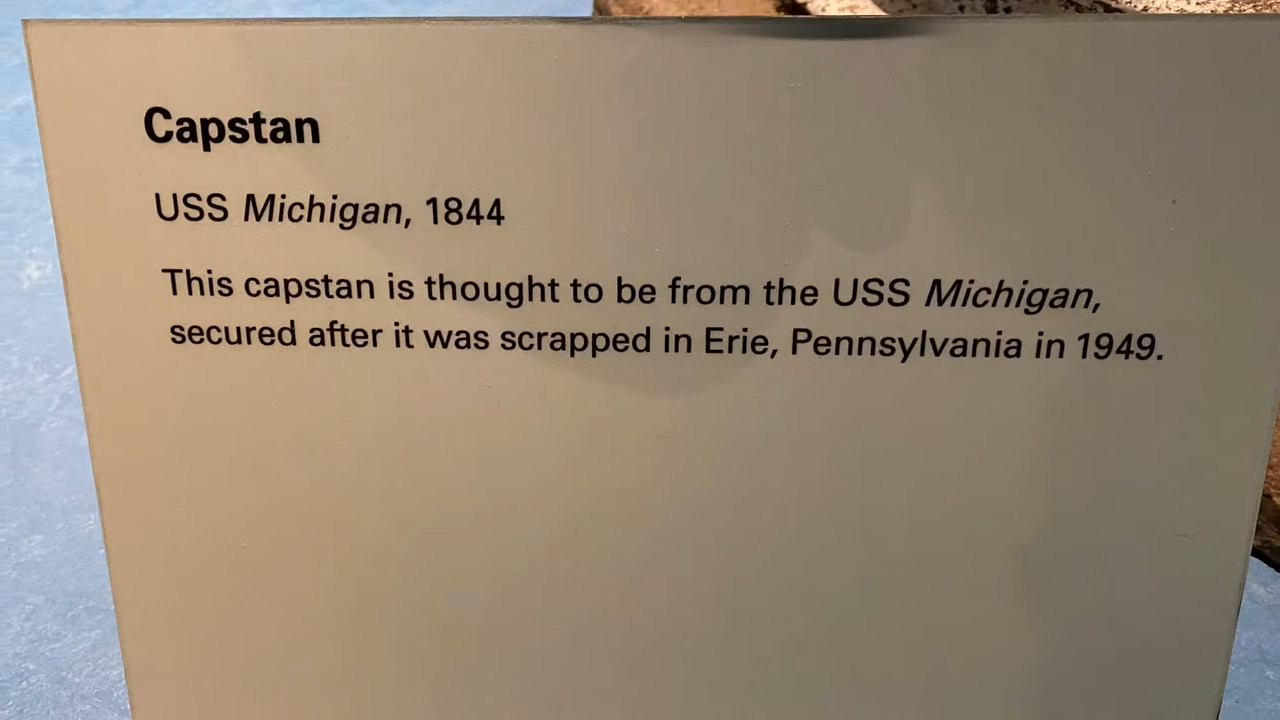 Capstan
USS Michigan, 1844
This capstan is thought to be from the USS Michigan,
secured after it was scrapped in Erie, Pennsylvania in 1949.